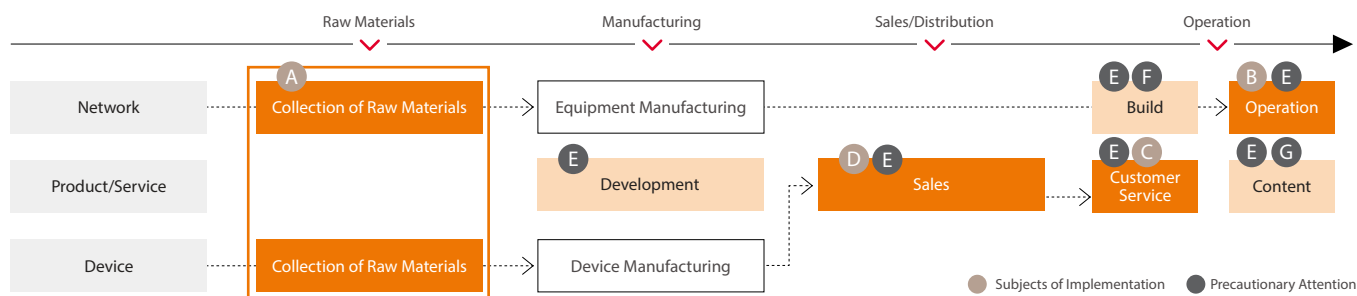 Raw Materials
Manufacturing
Sales/Distribution
Operation
A
E F
B E
Network
Collection of Raw Materials
Equipment Manufacturing
Build
Operation
E
D E
E C
E G
Product/Service
Development
Sales
Customer
Service
Content
Device
Collection of Raw Materials
Device Manufacturing
Subjects of Implementation
Precautionary Attention